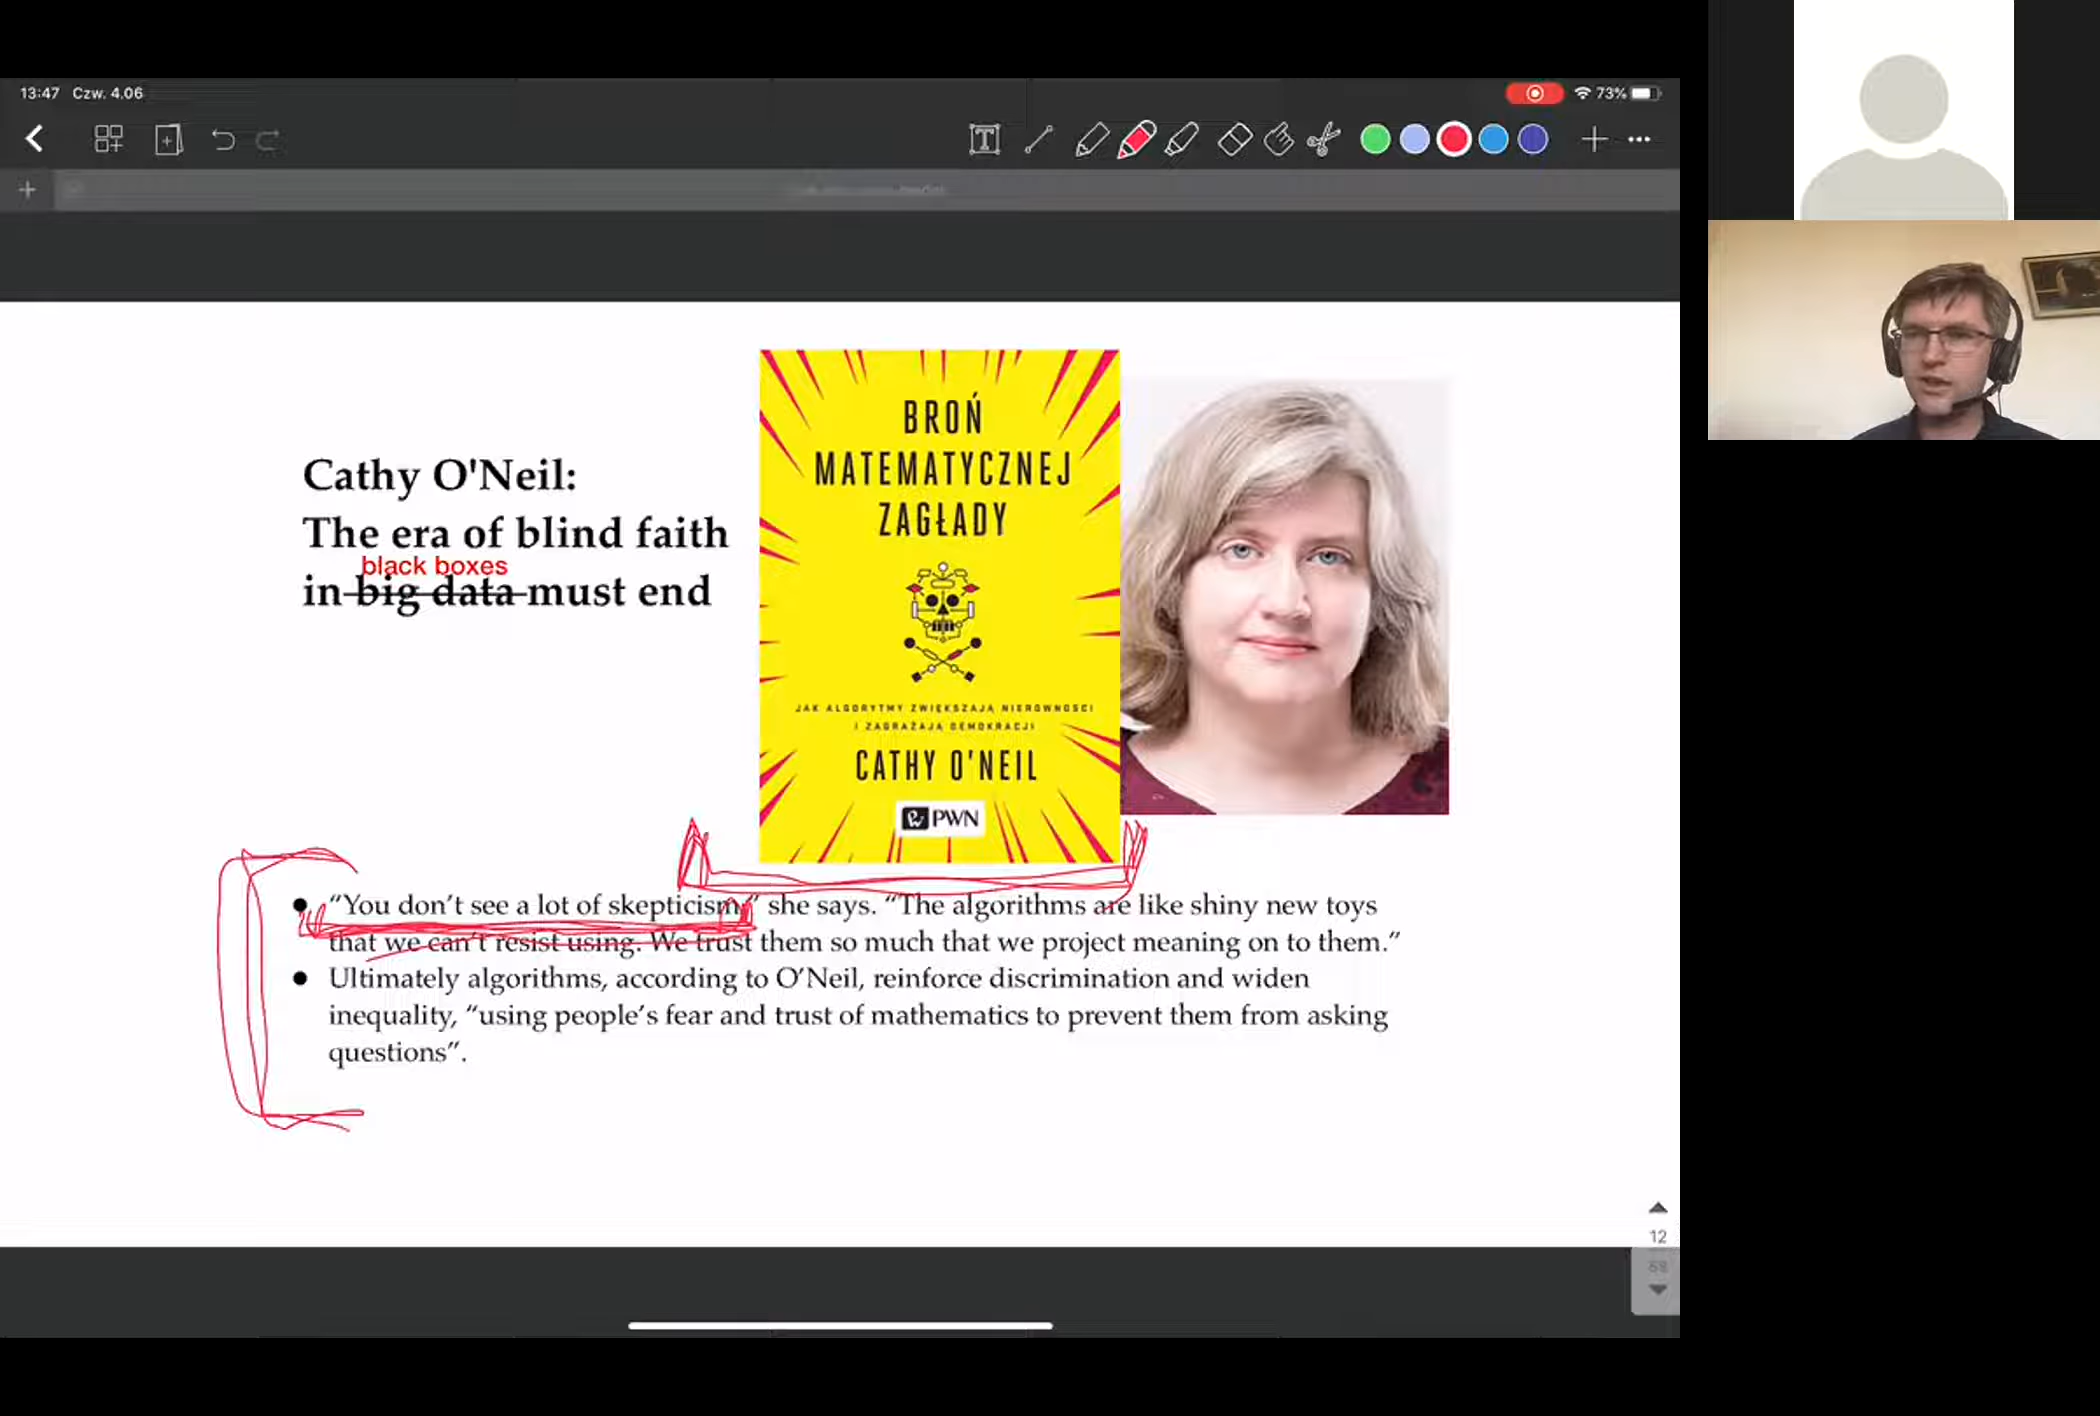 13:47 Czw. 4.06
73%
Cathy O'Neil:
The era of blind faith
black boxes
in big data must end
BROŃ
MATEMATYCZNEJ
ZAGŁADY
JAK ALGORYTMY ZWIĘKSZAJĄ NIERÓWNOŚCI
I ZAGRAŻAJĄ DEMOKRACJI
CATHY O'NEIL
PWN
“You don’t see a lot of skepticism,” she says. “The algorithms are like shiny new toys
that we can’t resist using. We trust them so much that we project meaning on to them.”
Ultimately algorithms, according to O’Neil, reinforce discrimination and widen
inequality, “using people’s fear and trust of mathematics to prevent them from asking
questions”.
12
68